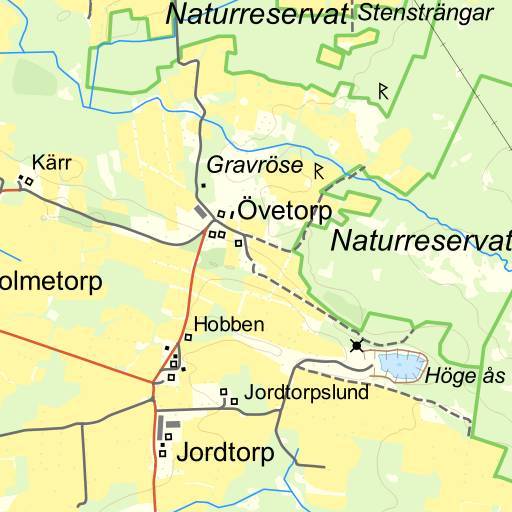 Naturreservat
Stensträngar
R
Kärr
Gravröse R
Övetorp
Naturreservat
olmetorp
Hobben
Höge ås
Jordtorpslund
Jordtorp